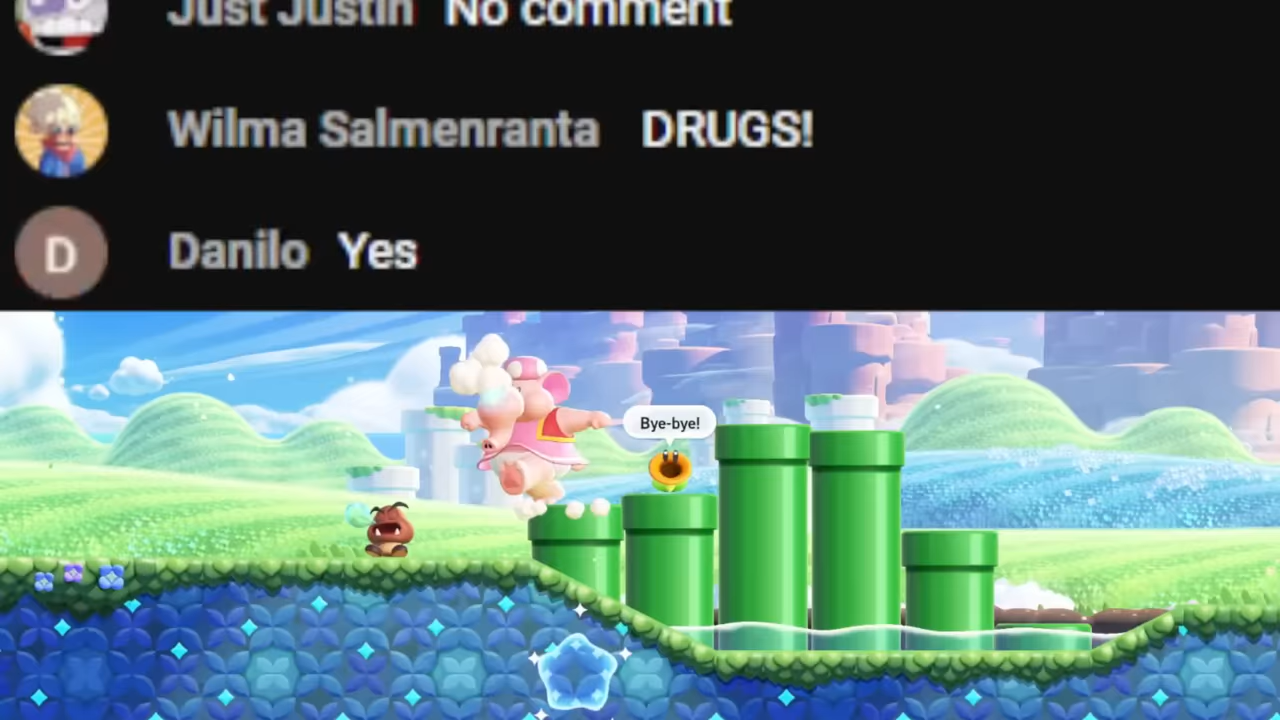 Just Justin No comment
Wilma Salmenranta DRUGS!
D
Danilo Yes
Bye-bye!